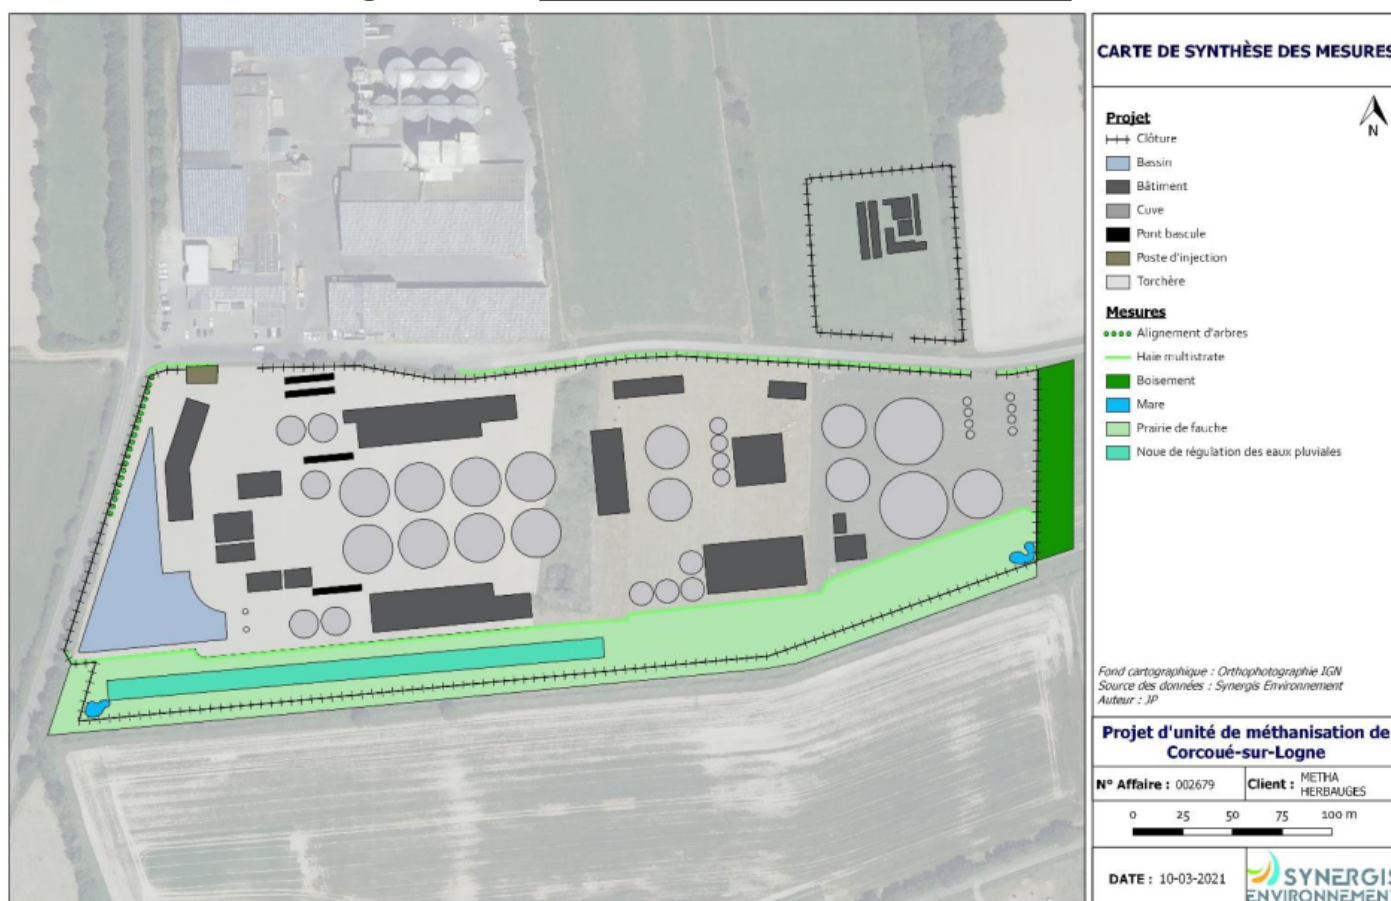 CARTE DE SYNTHÈSE DES MESURES
N
Projet
Clôture
Bassin
Bâtiment
Cuve
Pont bascule
Poste d'injection
Torchère
Mesures
Alignement d'arbres
Haie multistrate
Boisement
Mare
Prairie de fauche
Noue de régulation des eaux pluviales
Fond cartographique : Orthophotographie IGN
Source des données : Synergis Environnement
Auteur : JP
Projet d'unité de méthanisation de
Corcoué-sur-Logne
N° Affaire : 002679
Client : METHA
HERBAUGES
0 25 50 75 100 m
DATE : 10-03-2021
SYNERGIS
ENVIRONNEMENT